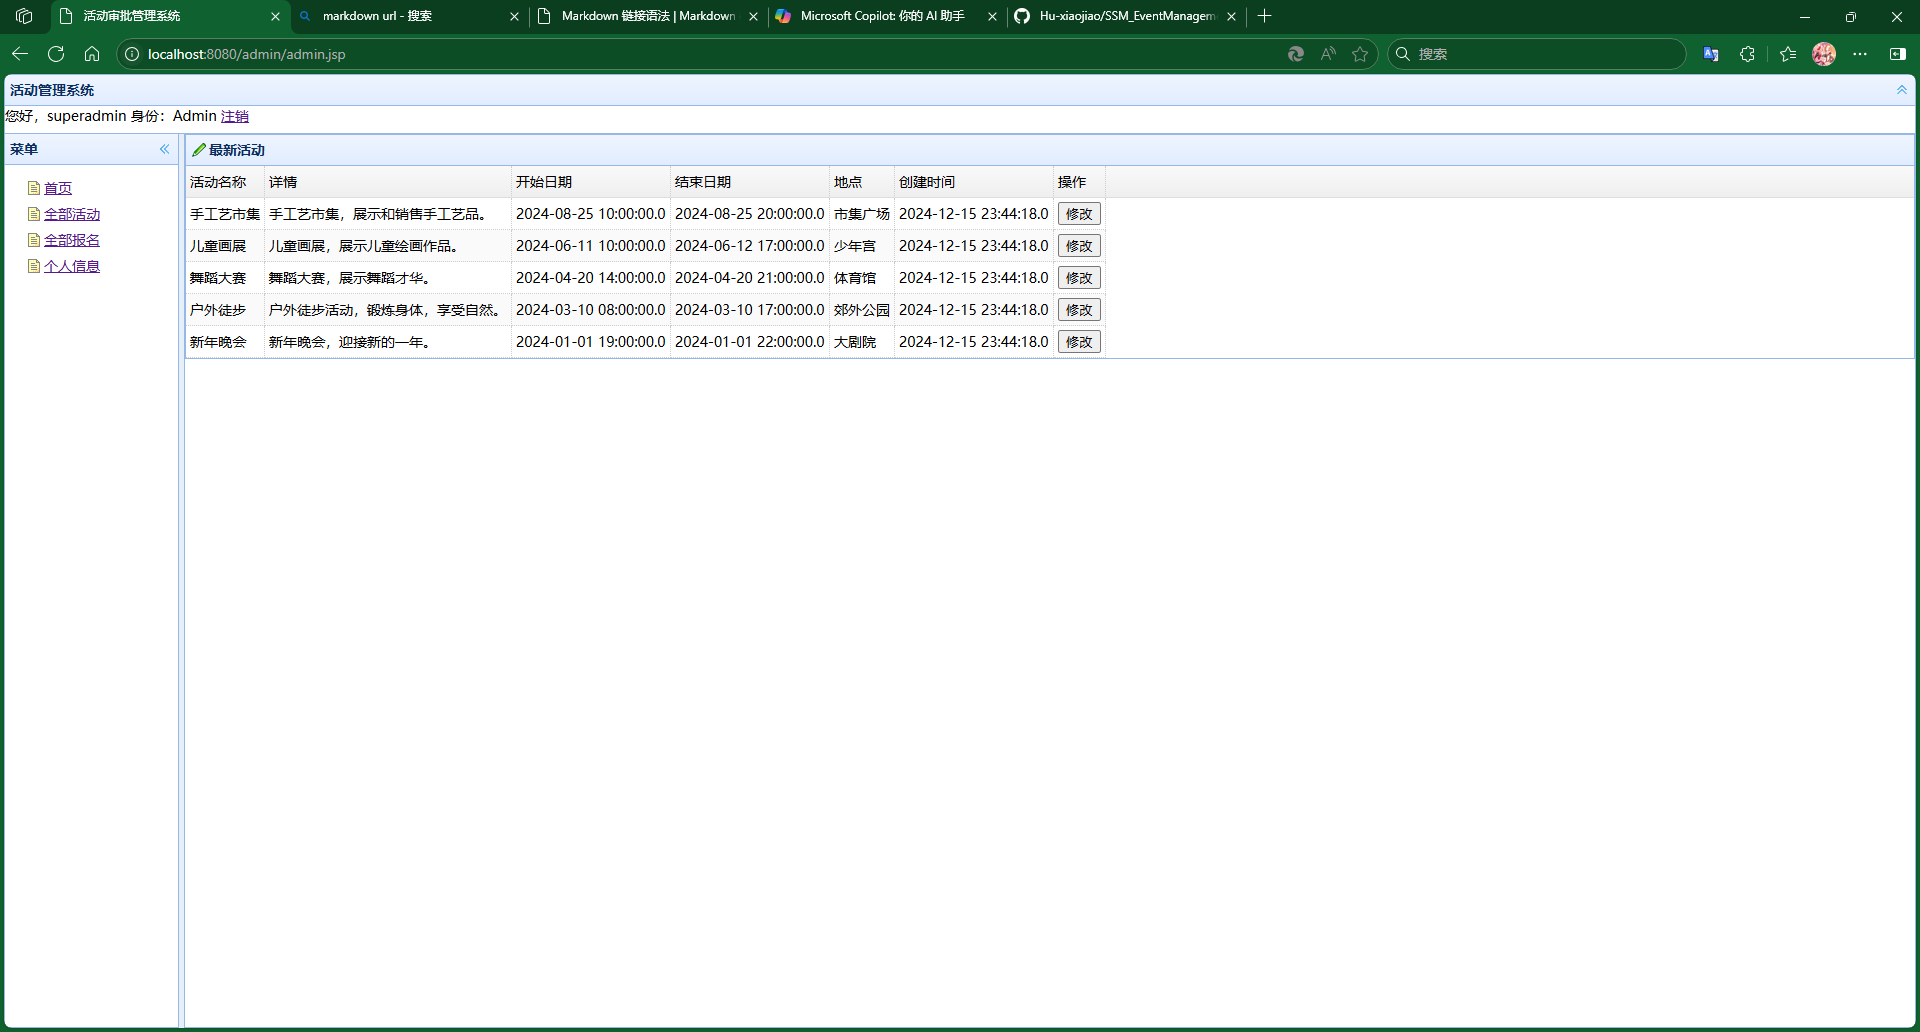 活动审批管理系统
markdown url - 搜索
Markdown 链接语法 | Markdown
Microsoft Copilot: 你的 AI 助手
Hu-xiaojiao/SSM_EventManagem
localhost:8080/admin/admin.jsp
搜索
活动管理系统
您好，superadmin 身份：Admin 注销
菜单
首页
全部活动
全部报名
个人信息
最新活动
活动名称 详情 开始日期 结束日期 地点 创建时间 操作
手工艺市集 手工艺市集，展示和销售手工艺品。 2024-08-25 10:00:00.0 2024-08-25 20:00:00.0 市集广场 2024-12-15 23:44:18.0 修改
儿童画展 儿童画展，展示儿童绘画作品。 2024-06-11 10:00:00.0 2024-06-12 17:00:00.0 少年宫 2024-12-15 23:44:18.0 修改
舞蹈大赛 舞蹈大赛，展示舞蹈才华。 2024-04-20 14:00:00.0 2024-04-20 21:00:00.0 体育馆 2024-12-15 23:44:18.0 修改
户外徒步 户外徒步活动，锻炼身体，享受自然。 2024-03-10 08:00:00.0 2024-03-10 17:00:00.0 郊外公园 2024-12-15 23:44:18.0 修改
新年晚会 新年晚会，迎接新的一年。 2024-01-01 19:00:00.0 2024-01-01 22:00:00.0 大剧院 2024-12-15 23:44:18.0 修改